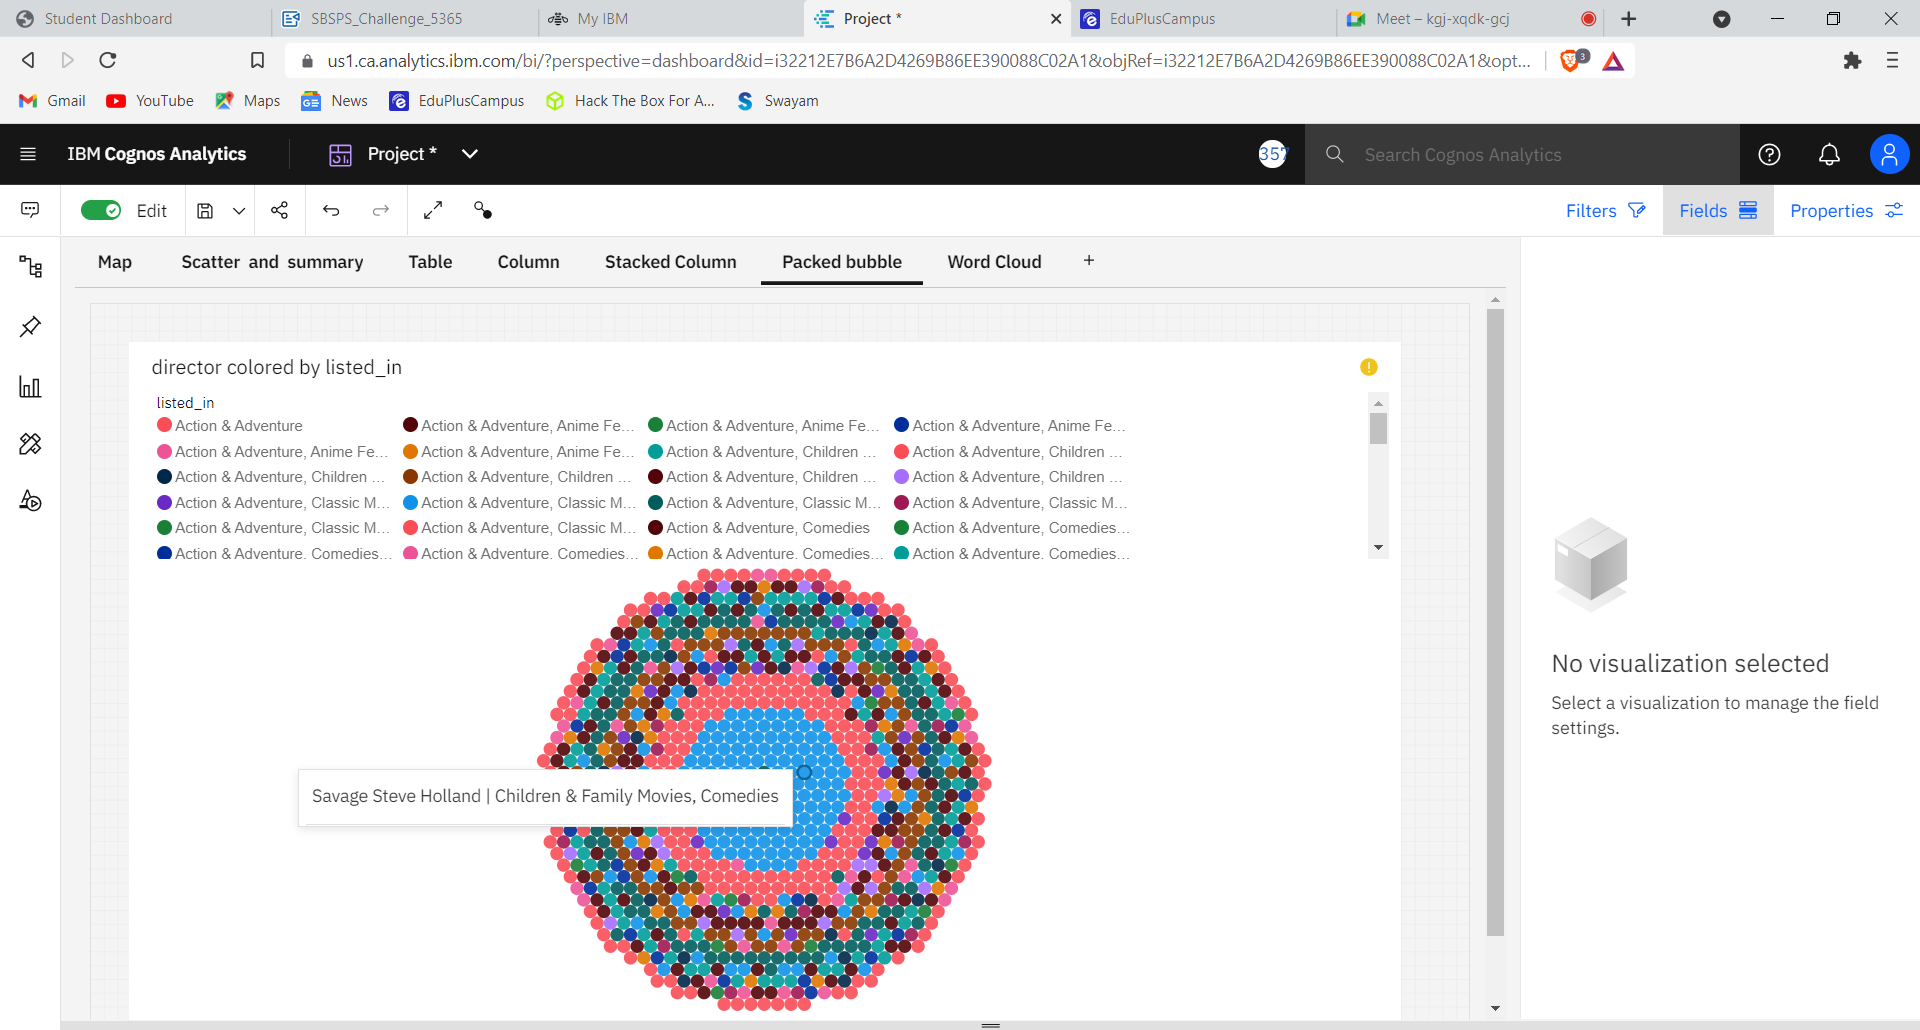 Student Dashboard
SBSPS_Challenge_5365
My IBM
Project *
EduPlusCampus
Meet – kgj-xqdk-gcj
us1.ca.analytics.ibm.com/bi/?perspective=dashboard&id=i32212E7B6A2D4269B86EE390088C02A1&objRef=i32212E7B6A2D4269B86EE390088C02A1&opt...
3
Gmail
YouTube
Maps
News
EduPlusCampus
Hack The Box For A...
Swayam
IBM Cognos Analytics
Project *
357
Search Cognos Analytics
Edit
Filters
Fields
Properties
Map
Scatter and summary
Table
Column
Stacked Column
Packed bubble
Word Cloud
+
director colored by listed_in
listed_in
Action & Adventure
Action & Adventure, Anime Fe...
Action & Adventure, Anime Fe...
Action & Adventure, Anime Fe...
Action & Adventure, Anime Fe...
Action & Adventure, Anime Fe...
Action & Adventure, Children ...
Action & Adventure, Children ...
Action & Adventure, Children ...
Action & Adventure, Children ...
Action & Adventure, Children ...
Action & Adventure, Children ...
Action & Adventure, Classic M...
Action & Adventure, Classic M...
Action & Adventure, Classic M...
Action & Adventure, Classic M...
Action & Adventure, Classic M...
Action & Adventure, Classic M...
Action & Adventure, Comedies
Action & Adventure, Comedies...
Action & Adventure, Comedies...
Action & Adventure, Comedies...
Action & Adventure, Comedies...
Action & Adventure, Comedies...
Savage Steve Holland | Children & Family Movies, Comedies
No visualization selected
Select a visualization to manage the field
settings.